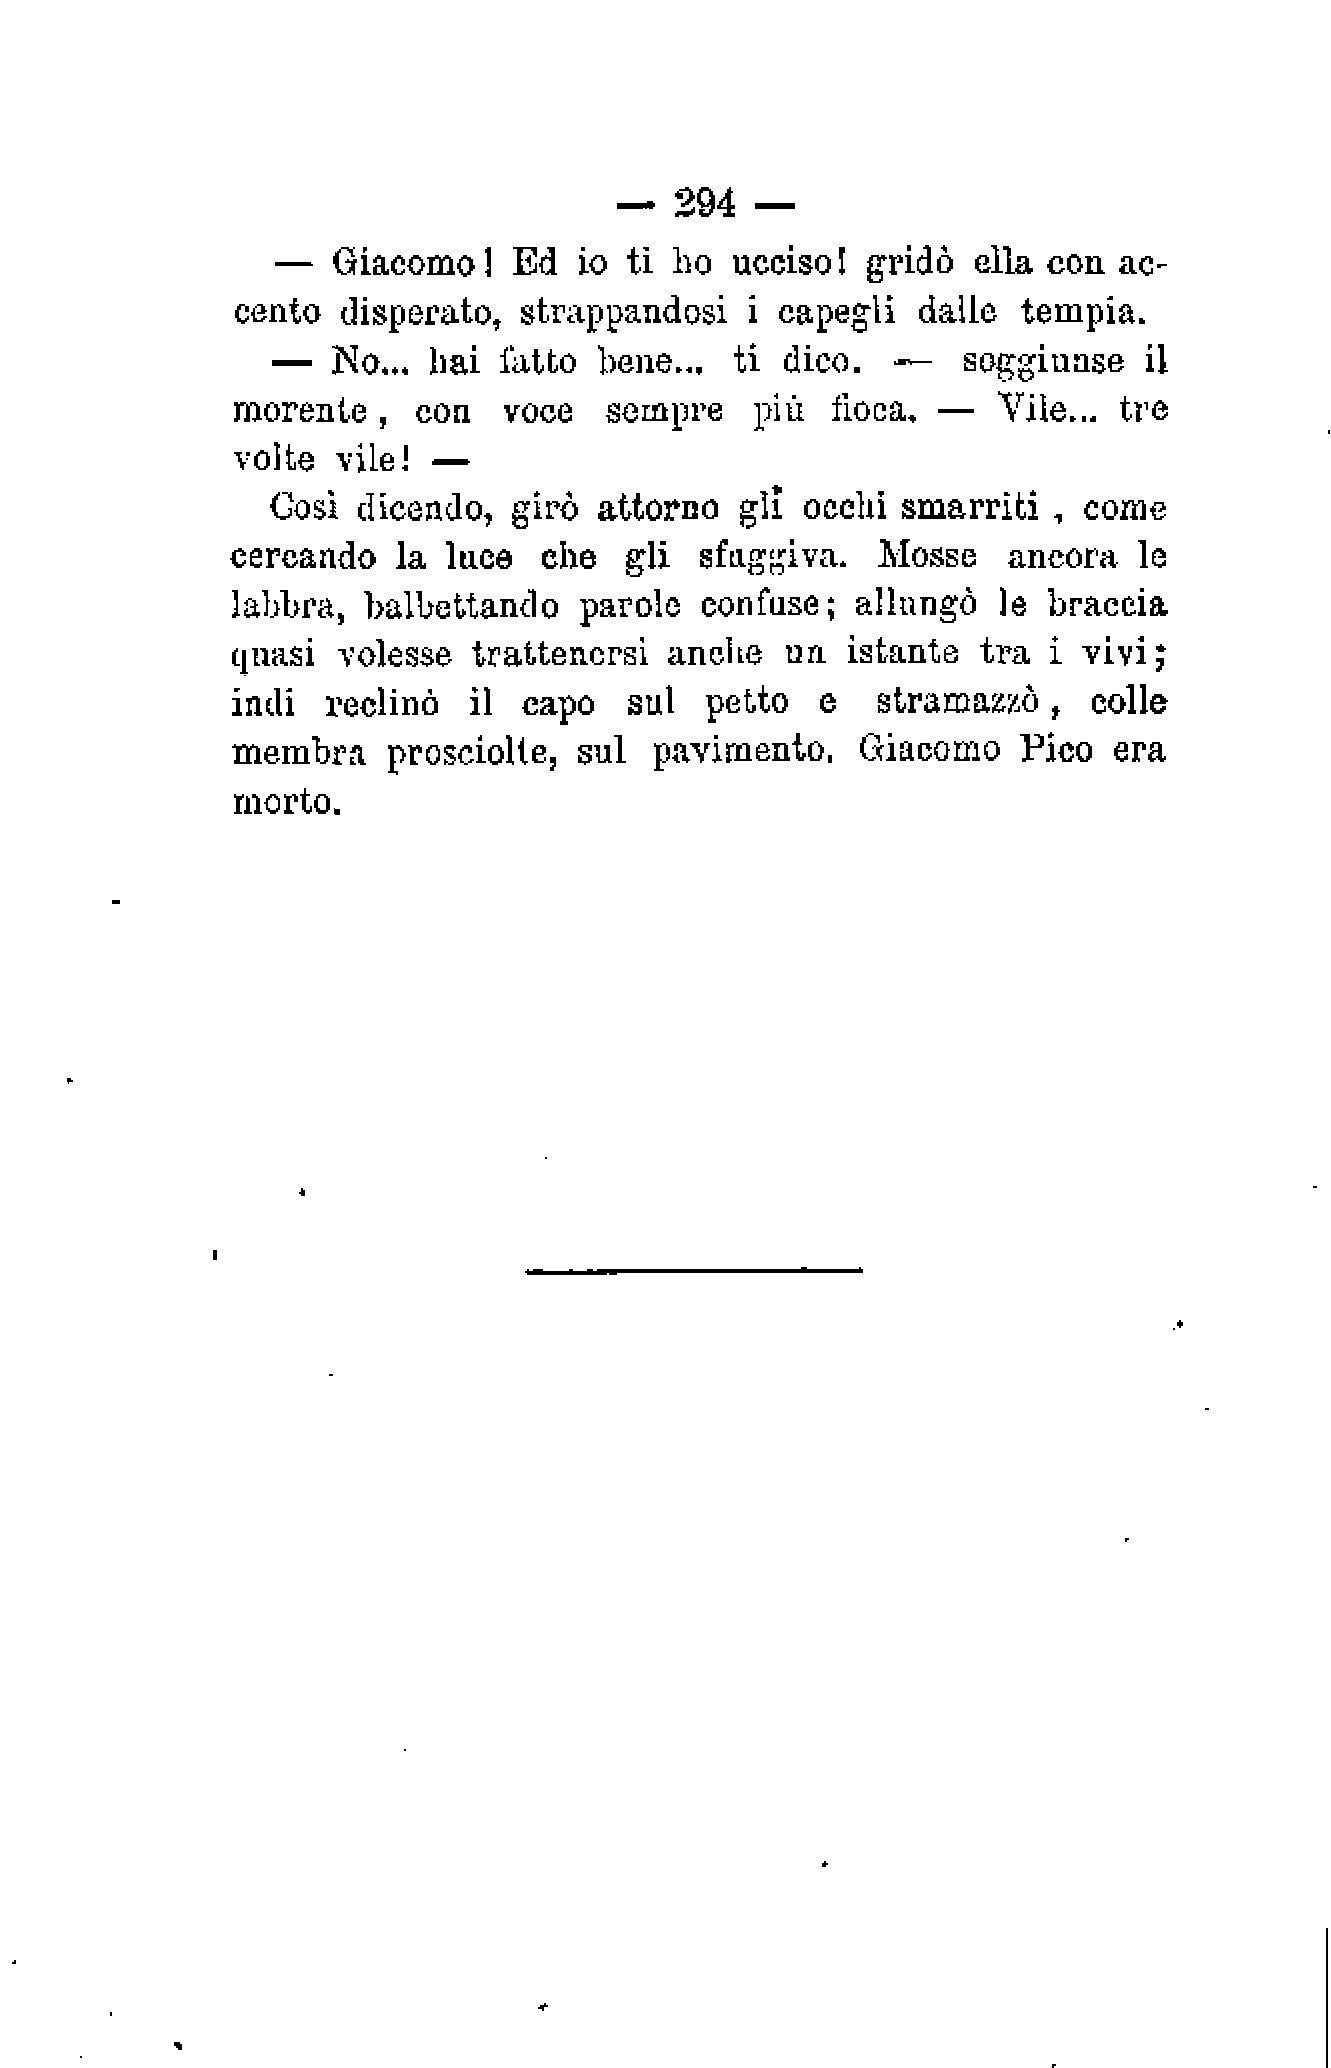 — 294 —
— Giacomo! Ed io ti ho ucciso! gridò ella con ac-
cento disperato, strappandosi i capegli dalle tempia.
— No... hai fatto bene... ti dico. — soggiunse il
morente, con voce sempre più fioca. — Vile... tre
volte vile! —
Così dicendo, girò attorno gli occhi smarriti, come
cercando la luce che gli sfuggiva. Mosse ancora le
labbra, balbettando parole confuse; allungò le braccia
quasi volesse trattenersi anche un istante tra i vivi;
indi reclinò il capo sul petto e stramazzò, colle
membra prosciolte, sul pavimento. Giacomo Pico era
morto.